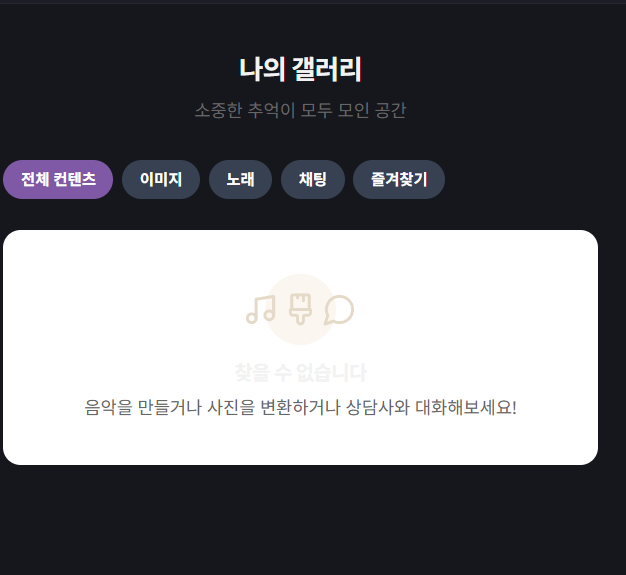 나의 갤러리
소중한 추억이 모두 모인 공간
전체 컨텐츠 이미지 노래 채팅 즐겨찾기
찾을 수 없습니다
음악을 만들거나 사진을 변환하거나 상담사와 대화해보세요!